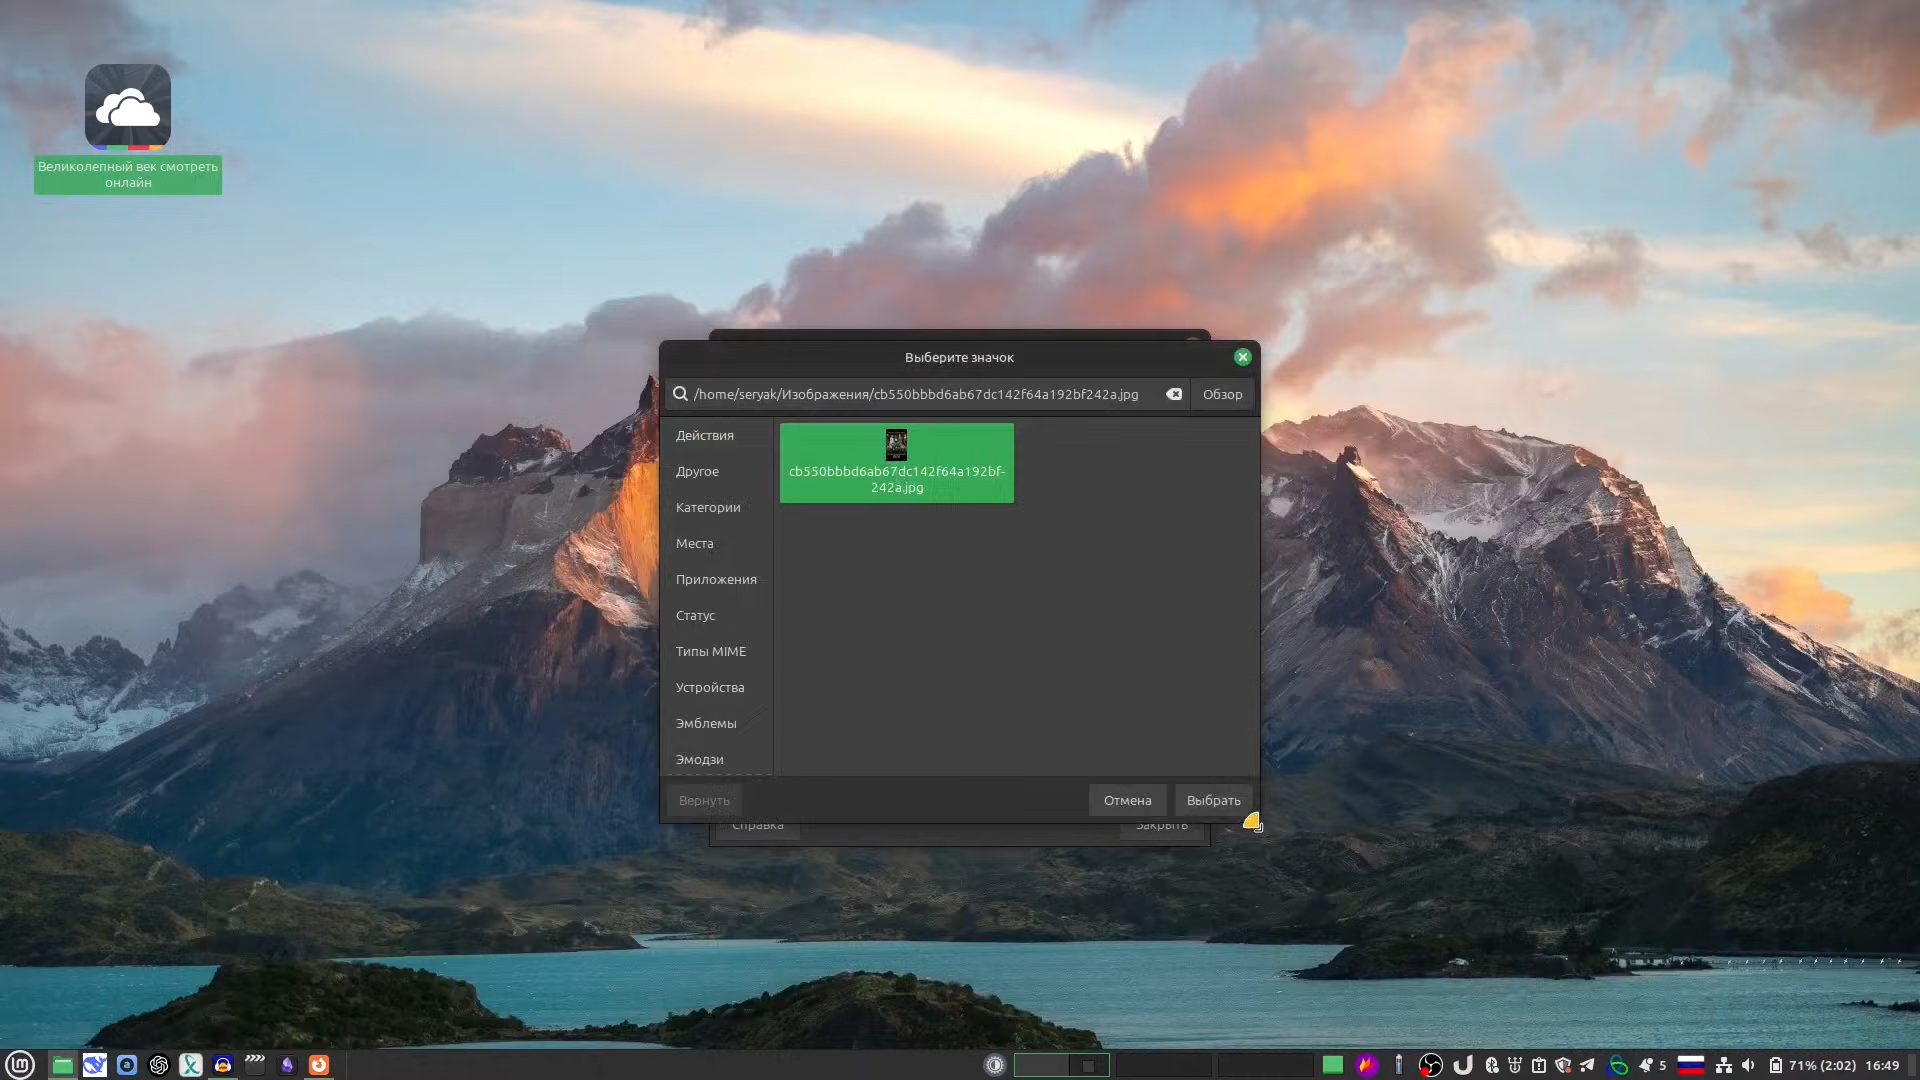 Великолепный век смотреть
онлайн
Выберите значок
/home/seryak/Изображения/cb550bbbd6ab67dc142f64a192bf242a.jpg
Обзор
Действия
Другое
Категории
Места
Приложения
Статус
Типы MIME
Устройства
Эмблемы
Эмодзи
cb550bbbd6ab67dc142f64a192bf-
242a.jpg
Вернуть
Отмена
Выбрать
Справка
Закрыть
5
71% (2:02)
16:49